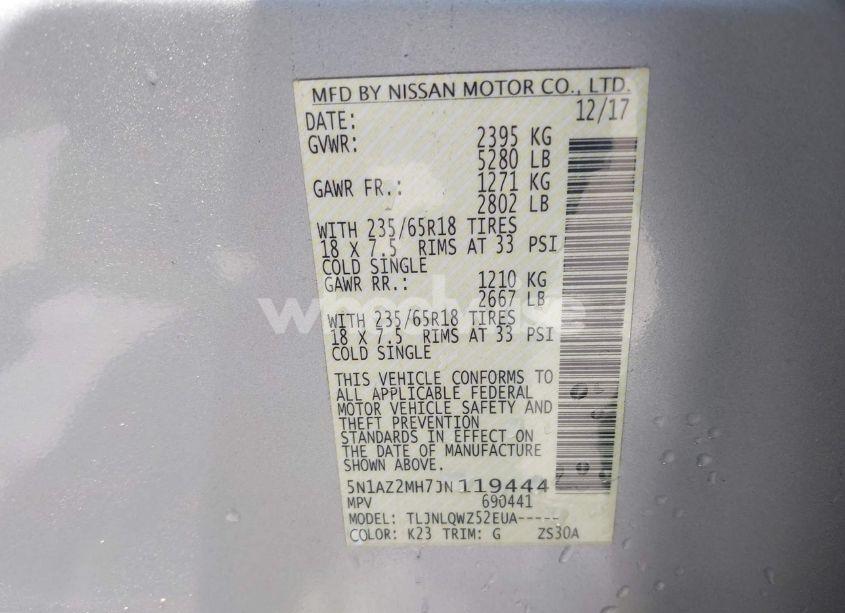 MFD BY NISSAN MOTOR CO., LTD.
DATE: 12/17
GVWR: 2395 KG
5280 LB
GAWR FR.: 1271 KG
2802 LB
WITH 235/65R18 TIRES
18 X 7.5 RIMS AT 33 PSI
COLD SINGLE
GAWR RR.: 1210 KG
2667 LB
WITH 235/65R18 TIRES
18 X 7.5 RIMS AT 33 PSI
COLD SINGLE
THIS VEHICLE CONFORMS TO
ALL APPLICABLE FEDERAL
MOTOR VEHICLE SAFETY AND
THEFT PREVENTION
STANDARDS IN EFFECT ON
THE DATE OF MANUFACTURE
SHOWN ABOVE.
5N1AZ2MH7JN119444
MPV 690441
MODEL: TLJNLQWZ52EUA-----
COLOR: K23 TRIM: G ZS30A